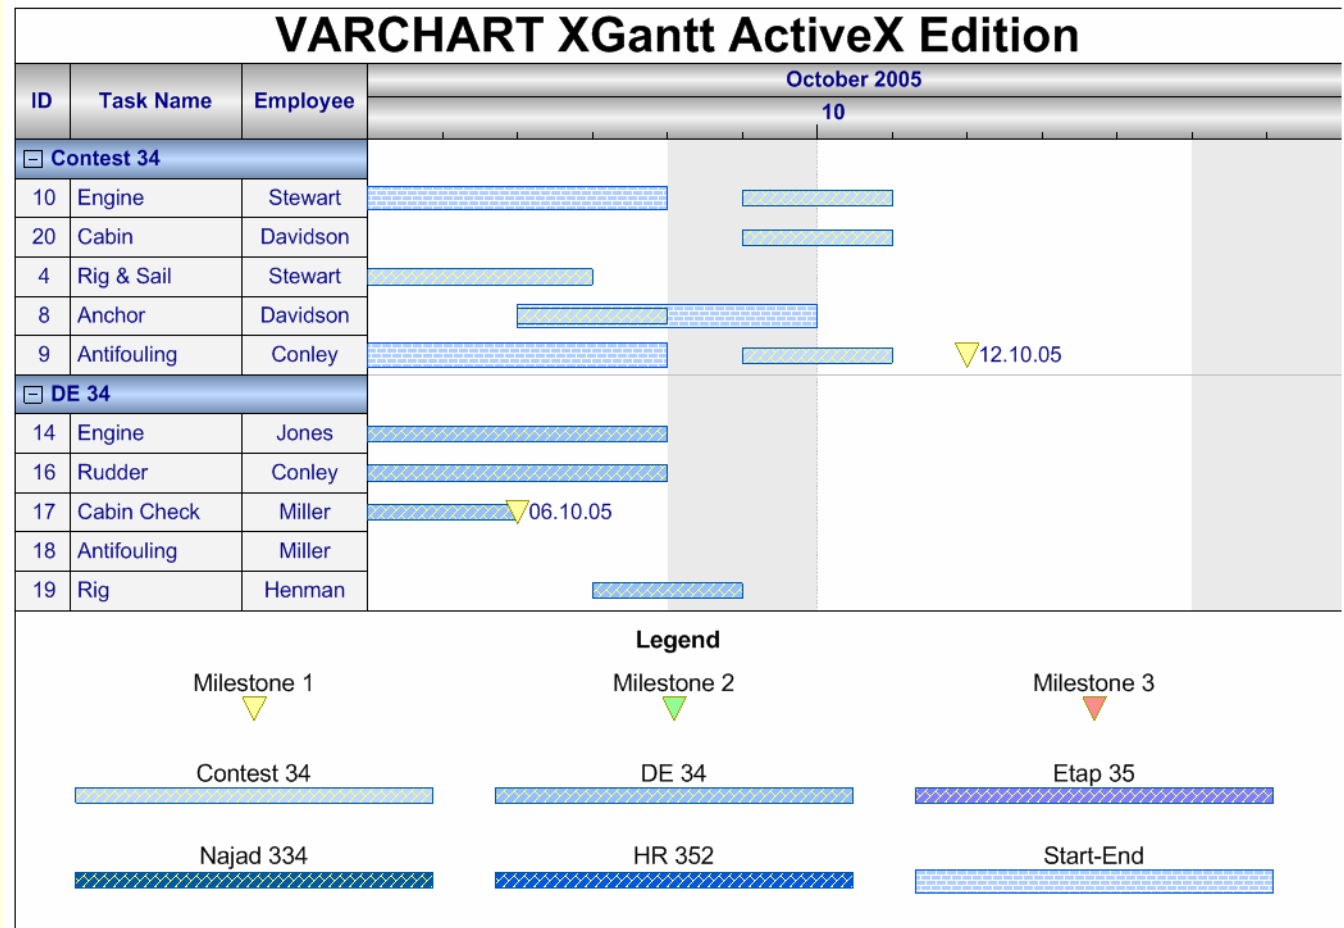 VARCHART XGantt ActiveX Edition
ID Task Name Employee October 2005
10
Contest 34
10 Engine Stewart
20 Cabin Davidson
4 Rig & Sail Stewart
8 Anchor Davidson
9 Antifouling Conley 12.10.05
DE 34
14 Engine Jones
16 Rudder Conley
17 Cabin Check Miller 06.10.05
18 Antifouling Miller
19 Rig Henman
Legend
Milestone 1 Milestone 2 Milestone 3
Contest 34 DE 34 Etap 35
Najad 334 HR 352 Start-End